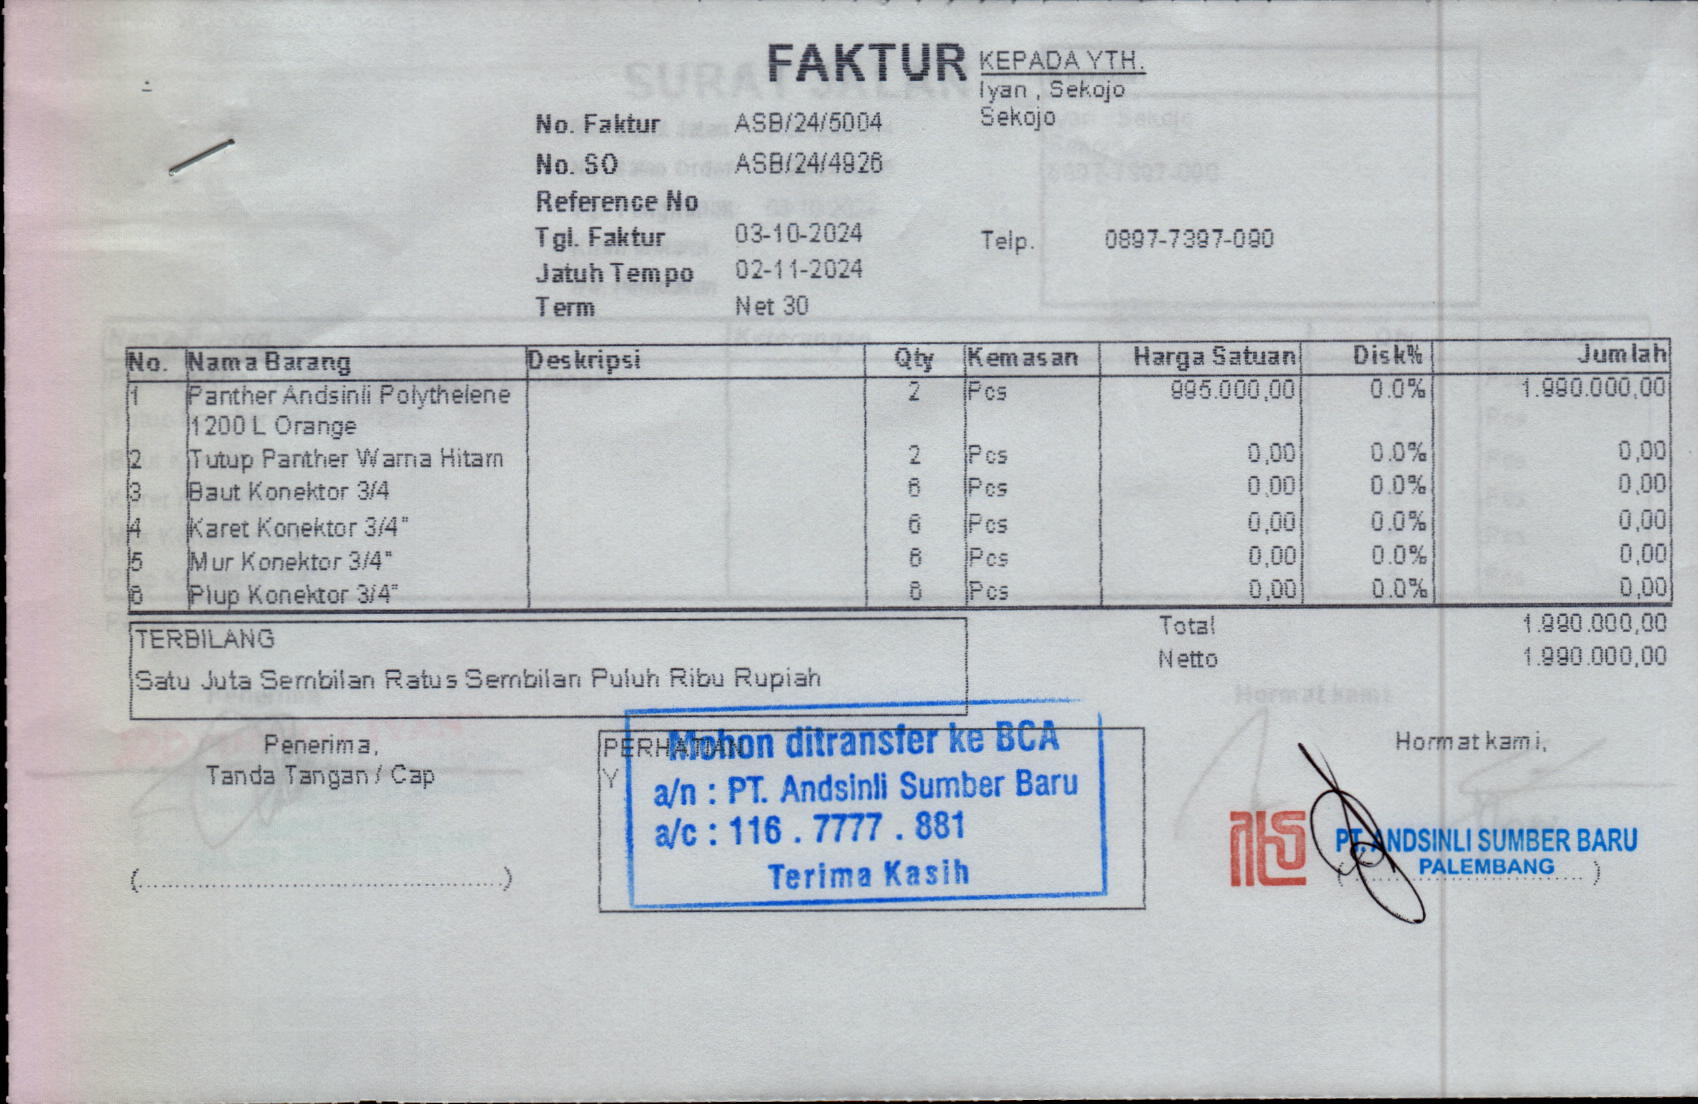 FAKTUR
KEPADA YTH.
Iyan , Sekojo
Sekojo
No. Faktur ASB/24/5004
No. SO ASB/24/4926
Reference No
Tgl. Faktur 03-10-2024
Telp. 0897-7397-090
Jatuh Tempo 02-11-2024
Term Net 30
No. Nama Barang Deskripsi Qty Kemasan Harga Satuan Disk% Jumlah
1 Panther Andsinli Polythelene 2 Pcs 995.000,00 0.0% 1.990.000,00
1200 L Orange
2 Tutup Panther Warna Hitam 2 Pcs 0,00 0.0% 0,00
3 Baut Konektor 3/4 6 Pcs 0,00 0.0% 0,00
4 Karet Konektor 3/4" 6 Pcs 0,00 0.0% 0,00
5 Mur Konektor 3/4" 6 Pcs 0,00 0.0% 0,00
6 Plup Konektor 3/4" 6 Pcs 0,00 0.0% 0,00
Total 1.990.000,00
Netto 1.990.000,00
TERBILANG
Satu Juta Sembilan Ratus Sembilan Puluh Ribu Rupiah
Penerima,
Tanda Tangan / Cap
(..........................................................)
PERHATIAN
Y
Mohon ditransfer ke BCA
a/n : PT. Andsinli Sumber Baru
a/c : 116 . 7777 . 881
Terima Kasih
Hormat kami,
PT. ANDSINLI SUMBER BARU
PALEMBANG